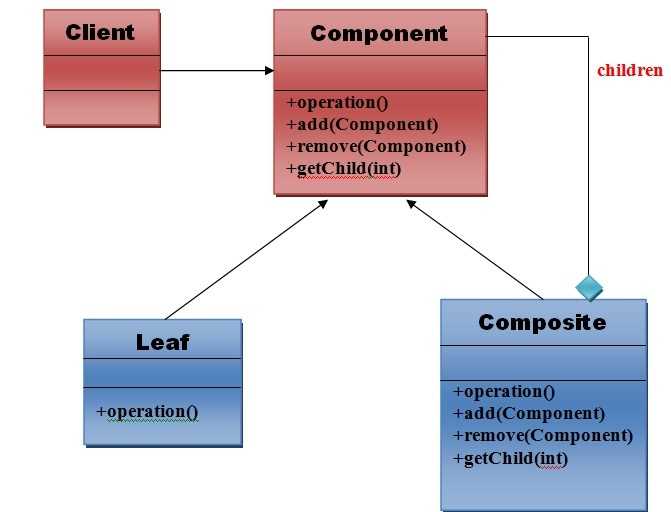 Client
Component
+operation()
+add(Component)
+remove(Component)
+getChild(int)
children
Leaf
+operation()
Composite
+operation()
+add(Component)
+remove(Component)
+getChild(int)